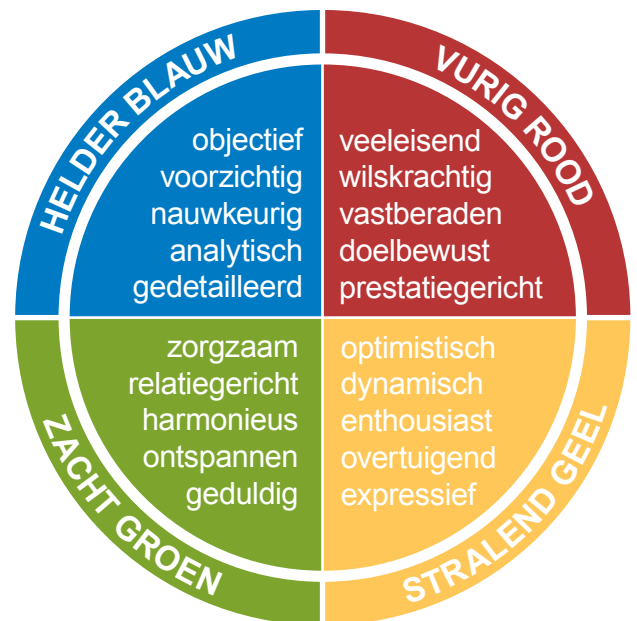 HELDER BLAUW
objectief
voorzichtig
nauwkeurig
analytisch
gedetailleerd
VURIG ROOD
veeleisend
wilskrachtig
vastberaden
doelbewust
prestatiegericht
ZACHT GROEN
zorgzaam
relatiegericht
harmonieus
ontspannen
geduldig
STRALEND GEEL
optimistisch
dynamisch
enthousiast
overtuigend
expressief